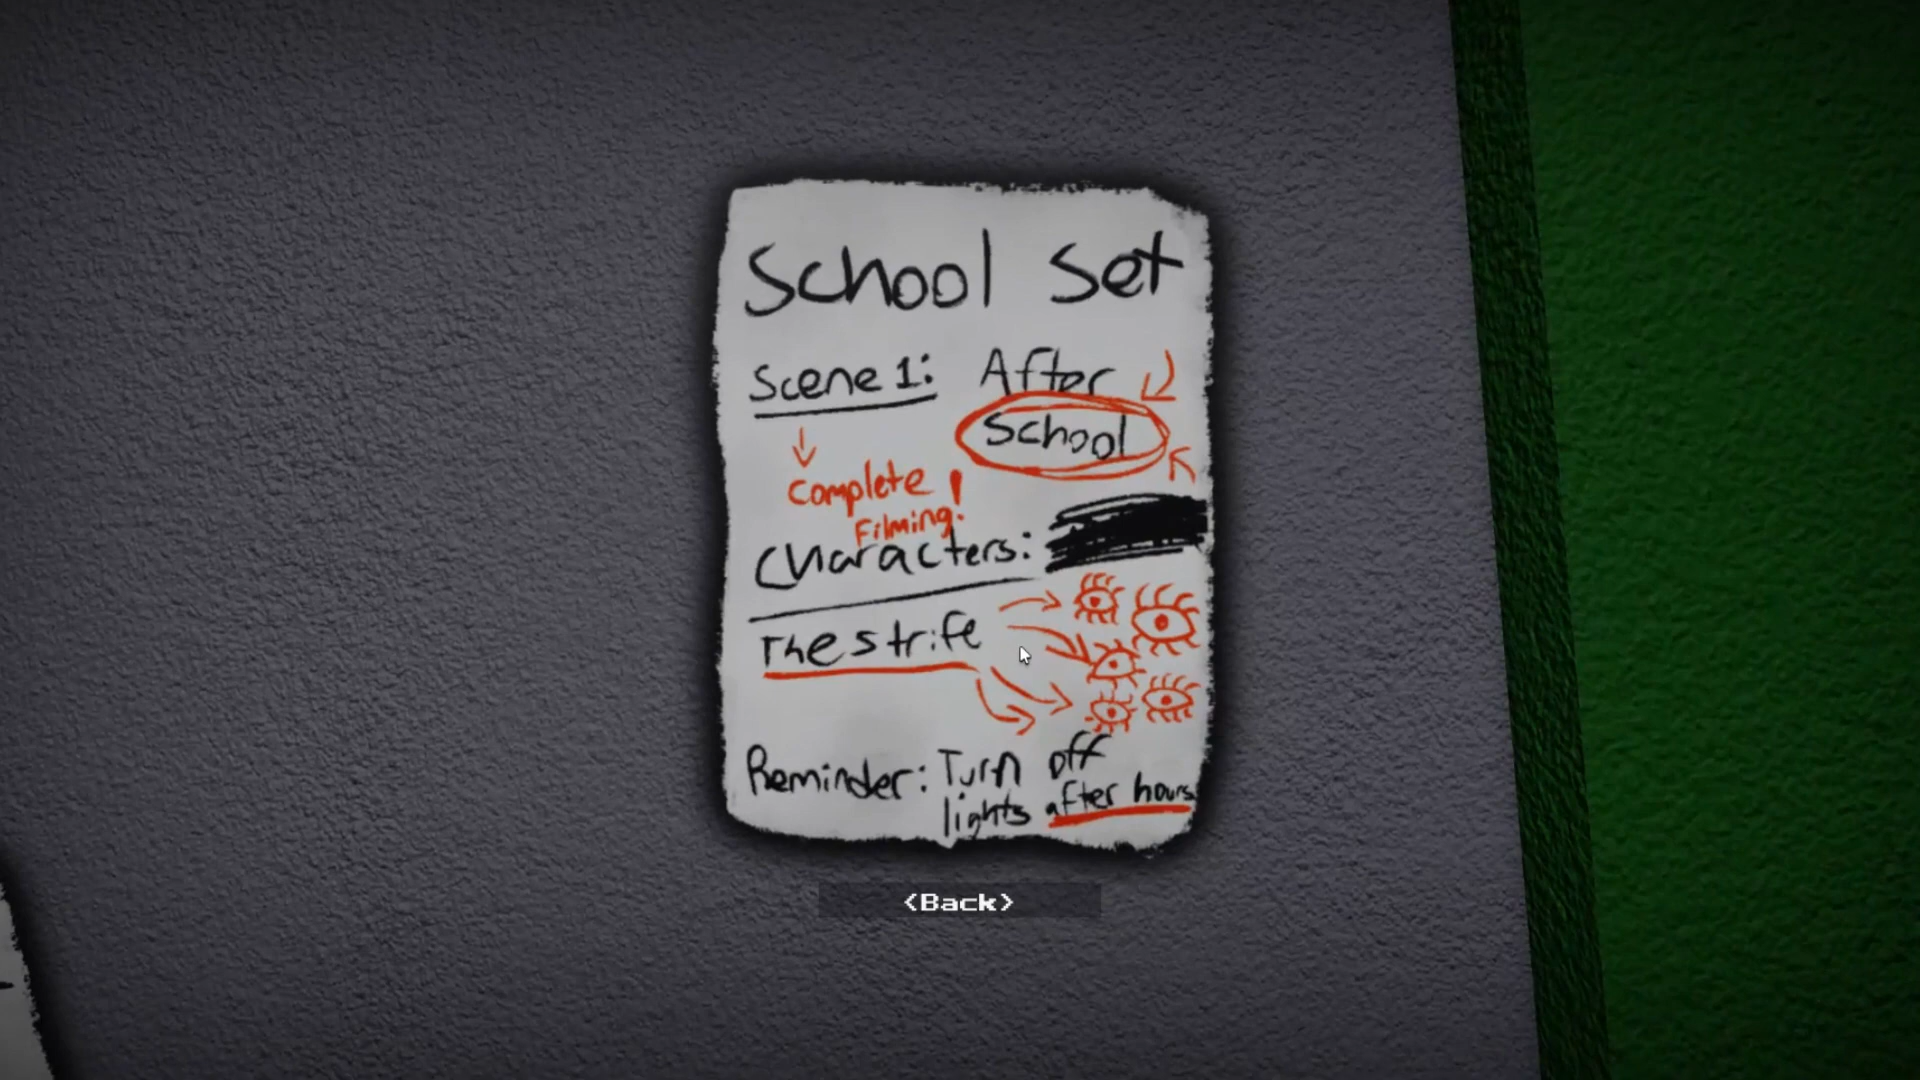 School Set
Scene 1: After
School
Complete
Filming!
Characters:
The strife
Reminder: Turn off
lights after hours
<Back>